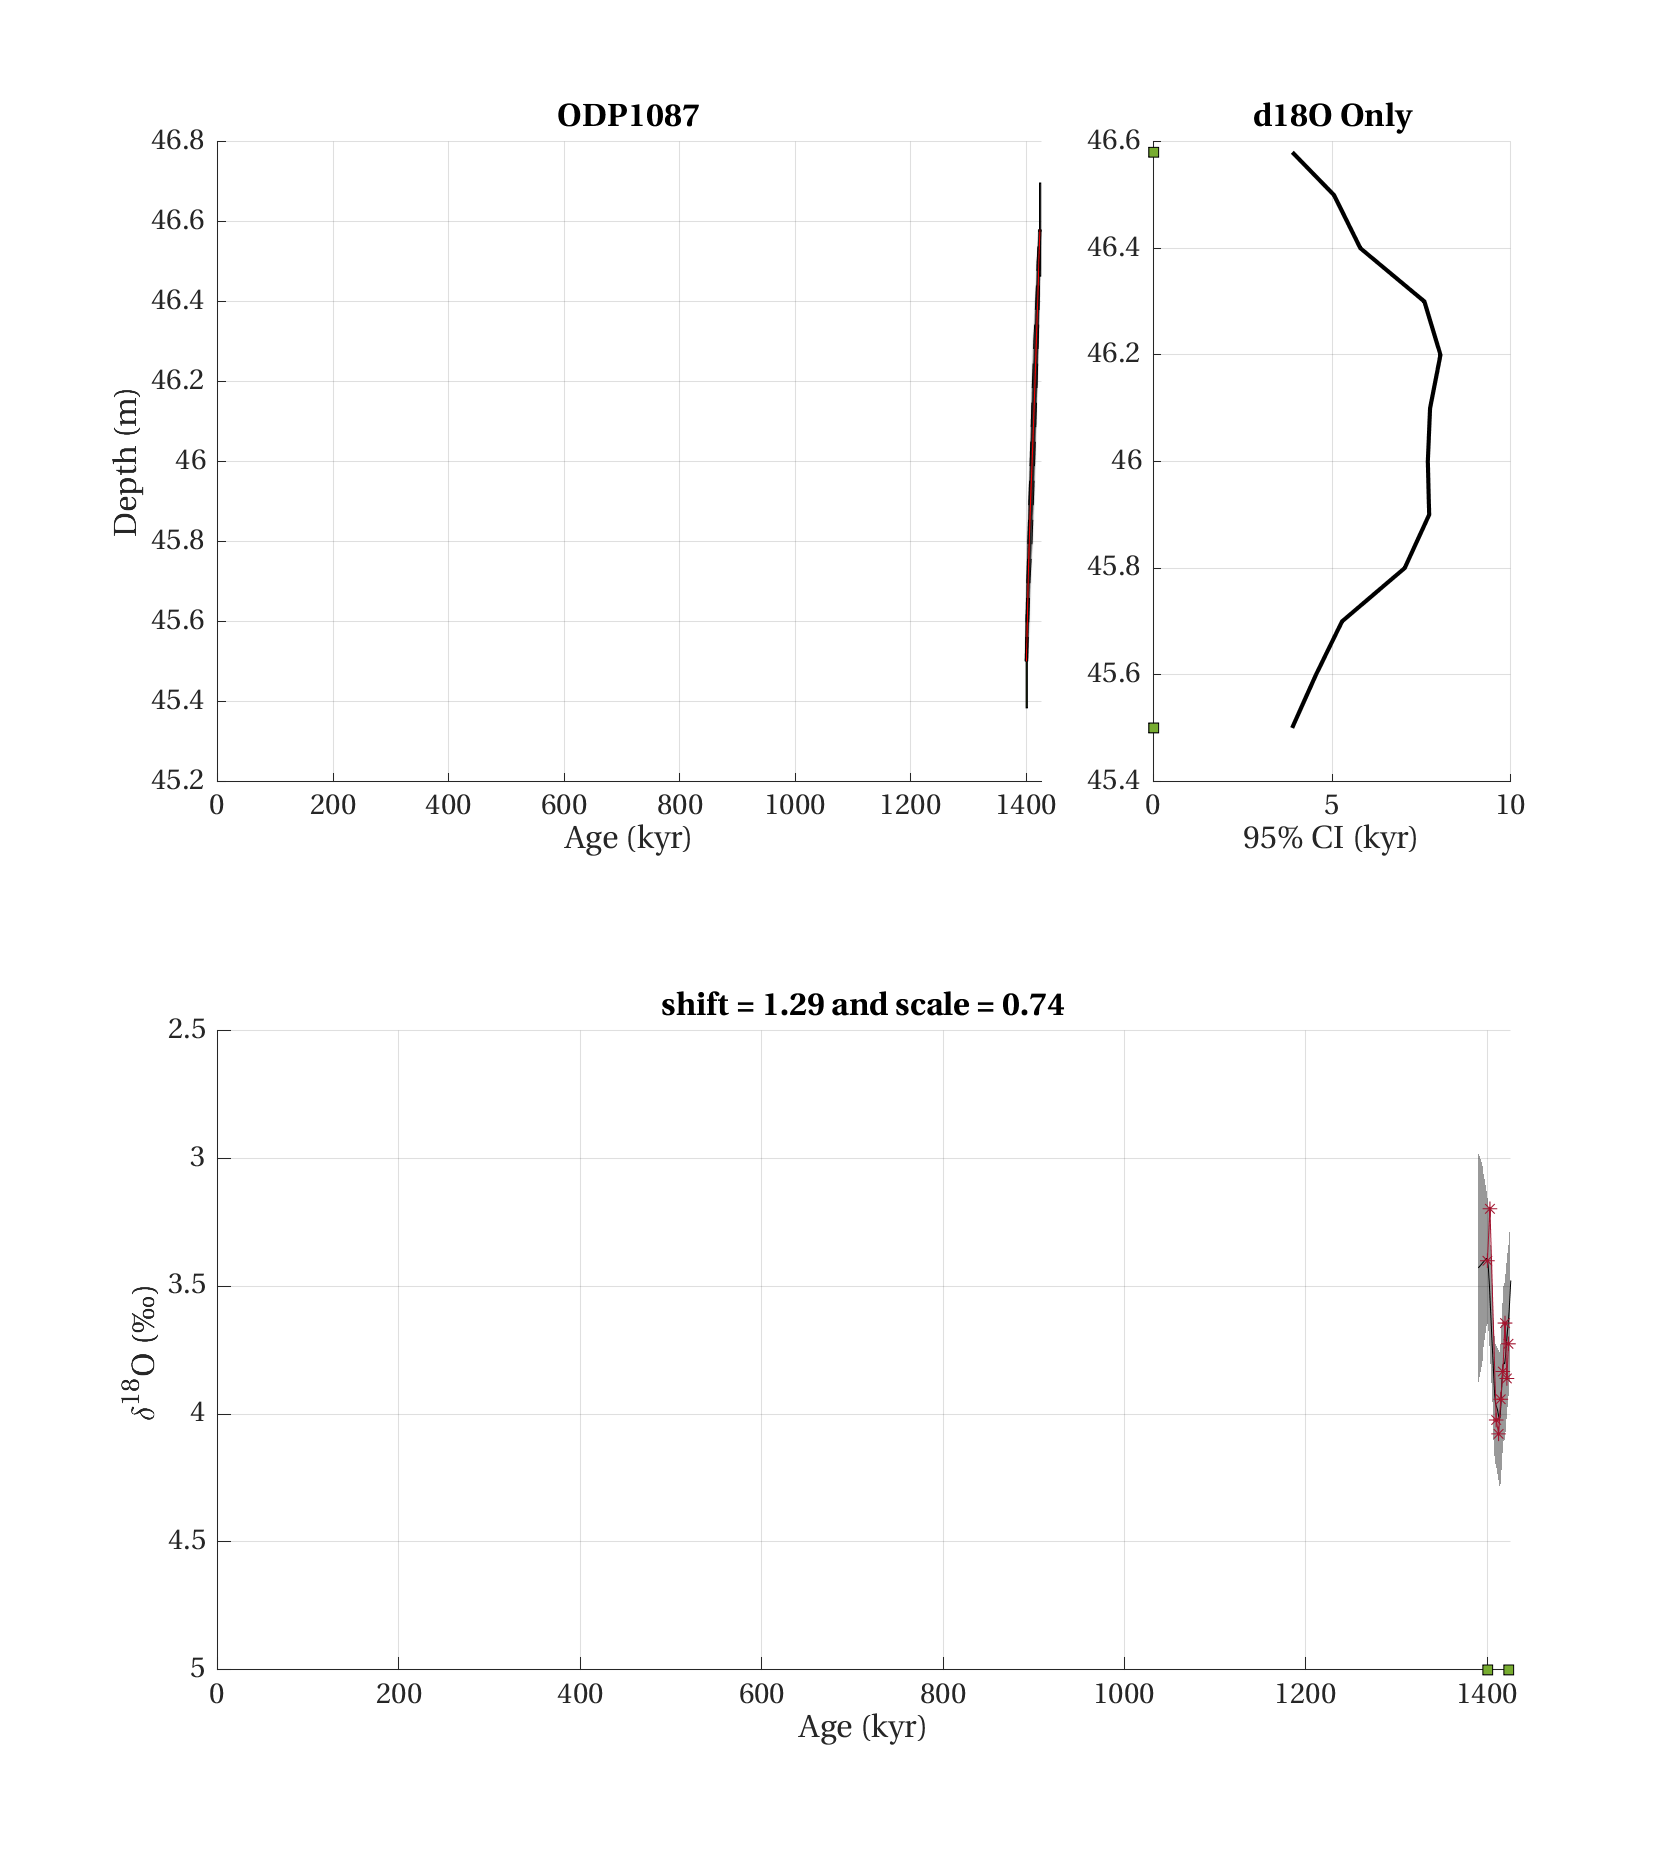 ODP1087
d18O Only
46.8
46.6
46.4
46.2
46
45.8
45.6
45.4
45.2
Depth (m)
0 200 400 600 800 1000 1200 1400
Age (kyr)
46.6
46.4
46.2
46
45.8
45.6
45.4
0 5 10
95% CI (kyr)
shift = 1.29 and scale = 0.74
2.5
3
3.5
4
4.5
5
δ18O (‰)
0 200 400 600 800 1000 1200 1400
Age (kyr)